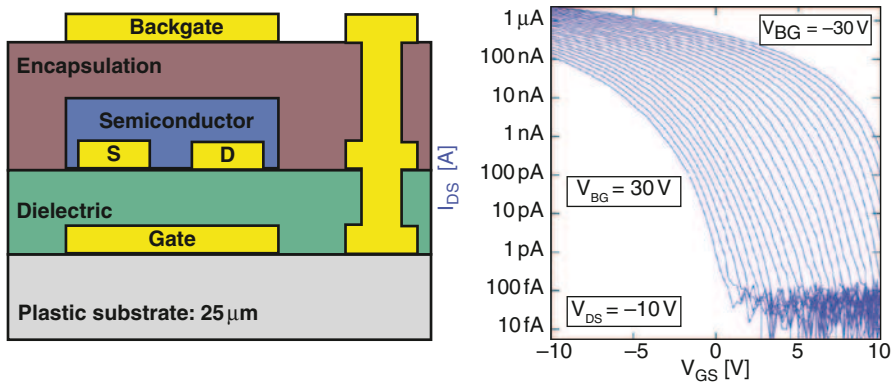 Backgate
Encapsulation
Semiconductor
S
D
Dielectric
Gate
Plastic substrate: 25 μm
I_DS [A]
1 μA
100 nA
10 nA
1 nA
100 pA
10 pA
1 pA
100 fA
10 fA
V_BG = –30 V
V_BG = 30 V
V_DS = –10 V
–10
–5
0
5
10
V_GS [V]